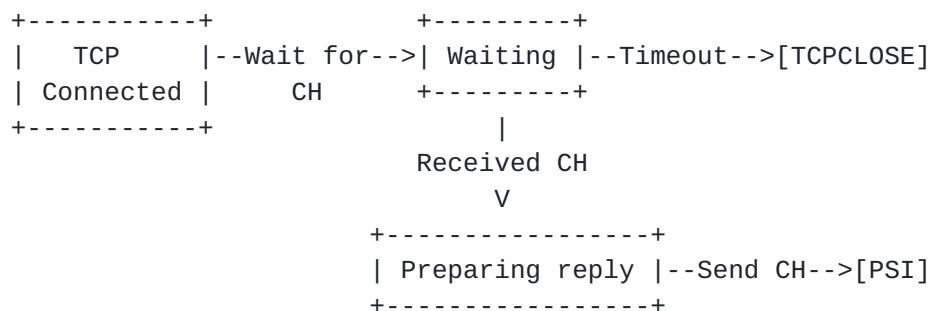 +-----------+             +---------+
|    TCP    |--Wait for-->| Waiting |--Timeout-->[TCPCLOSE]
| Connected |     CH      +---------+
+-----------+                  |
                          Received CH
                               V
                       +-----------------+
                       | Preparing reply |--Send CH-->[PSI]
                       +-----------------+